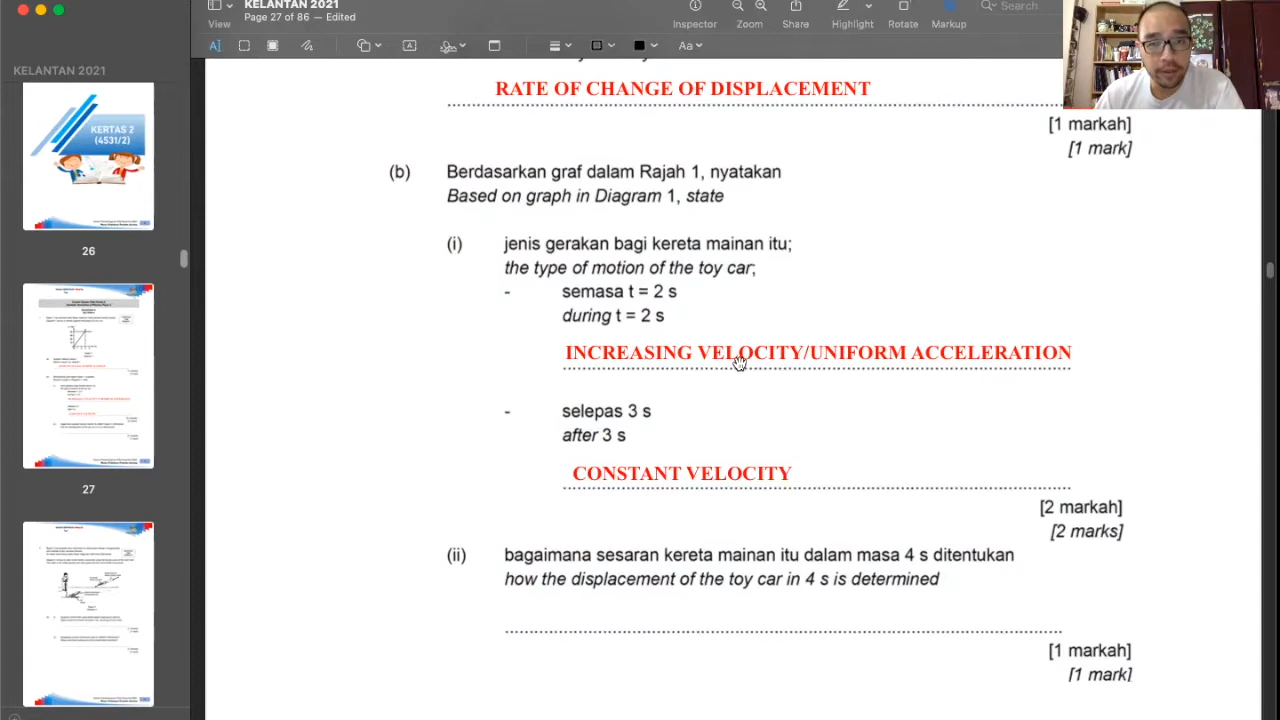 KELANTAN 2021
Page 27 of 86 — Edited
View
Inspector
Zoom
Share
Highlight
Rotate
Markup
Search
KELANTAN 2021
KERTAS 2
(4531/2)
26
27
RATE OF CHANGE OF DISPLACEMENT
[1 markah]
[1 mark]
(b) Berdasarkan graf dalam Rajah 1, nyatakan
Based on graph in Diagram 1, state
(i) jenis gerakan bagi kereta mainan itu;
the type of motion of the toy car;
- semasa t = 2 s
during t = 2 s
INCREASING VELOCITY/UNIFORM ACCELERATION
- selepas 3 s
after 3 s
CONSTANT VELOCITY
[2 markah]
[2 marks]
(ii) bagaimana sesaran kereta mainan dalam masa 4 s ditentukan
how the displacement of the toy car in 4 s is determined
[1 markah]
[1 mark]